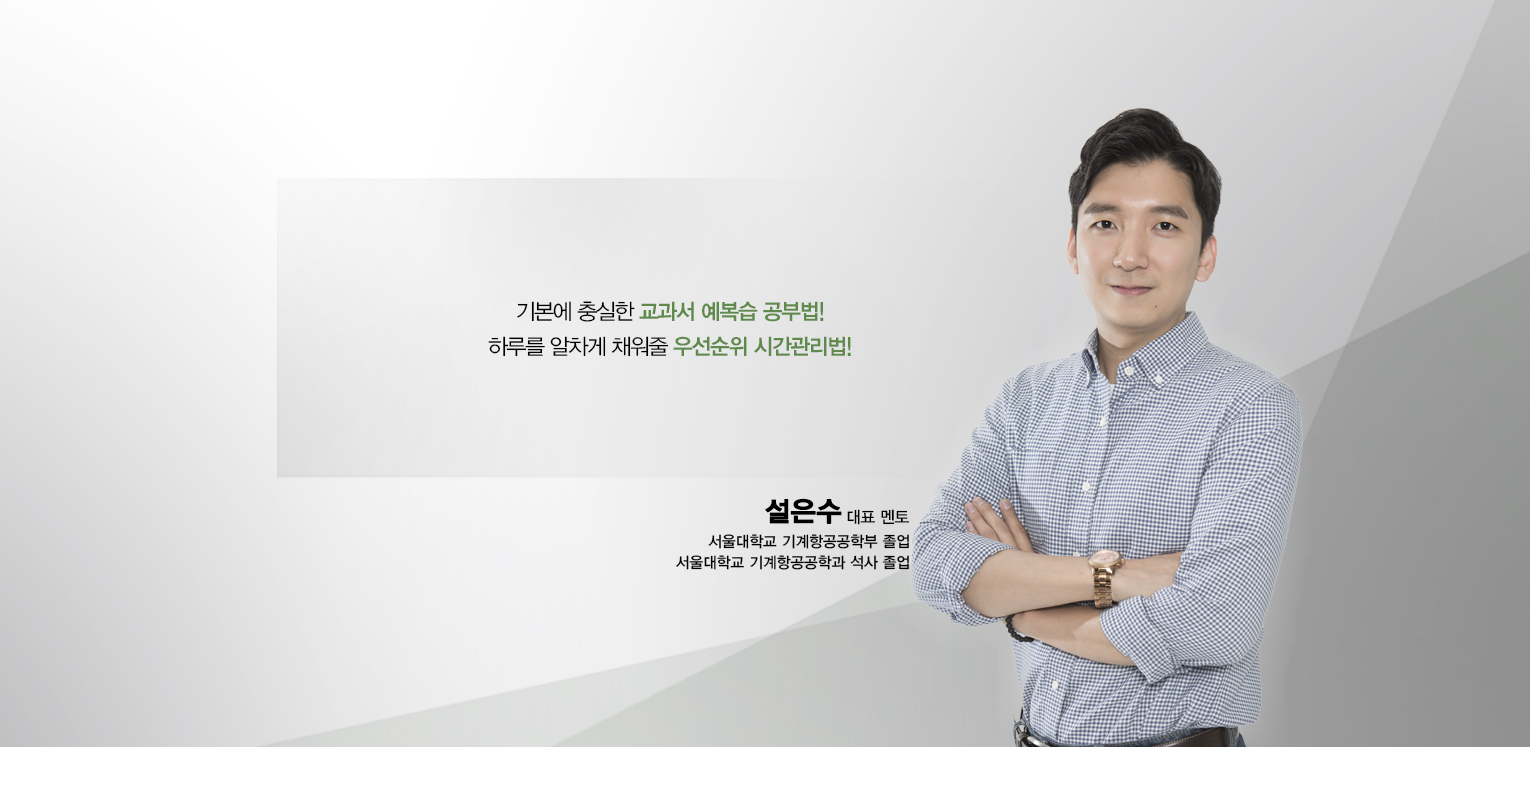 기본에 충실한 교과서 예복습 공부법!
하루를 알차게 채워줄 우선순위 시간관리법!
설은수 대표 멘토
서울대학교 기계항공공학부 졸업
서울대학교 기계항공공학과 석사 졸업